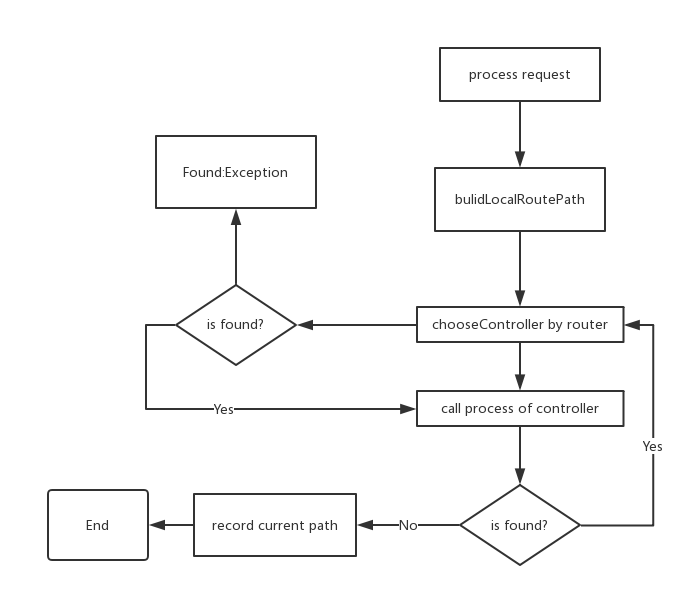 process request
Found:Exception
bulidLocalRoutePath
is found?
chooseController by router
Yes
call process of controller
Yes
End
record current path
No
is found?